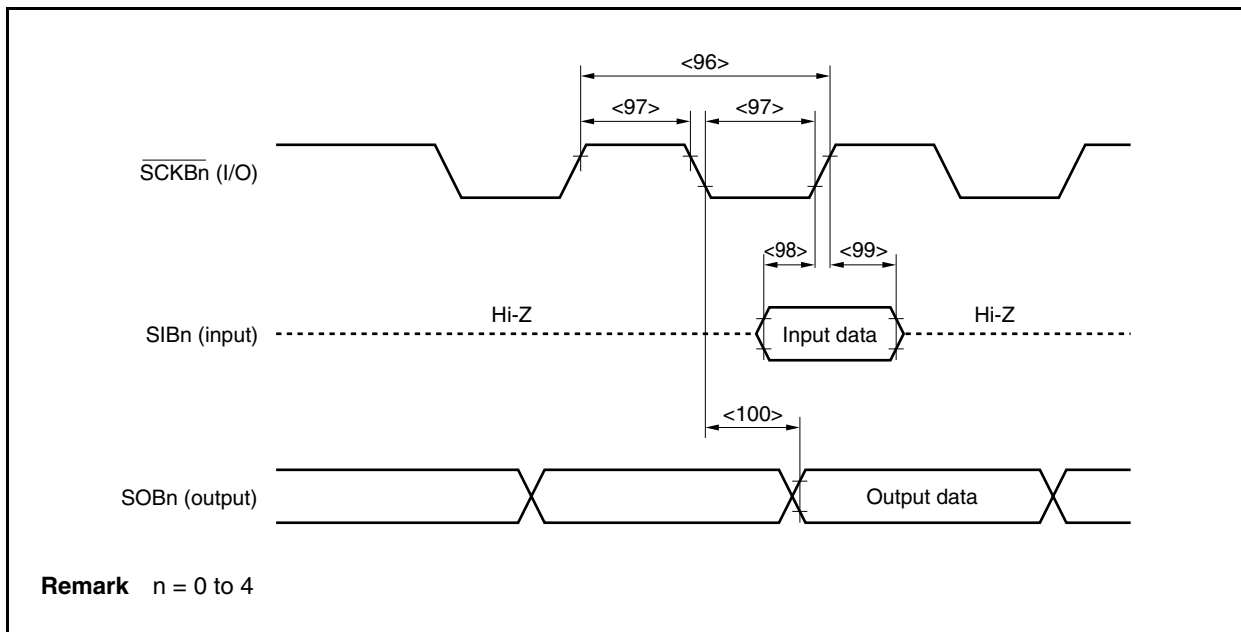 <96>
<97> <97>
SCKBn (I/O)
<98> <99>
Hi-Z Hi-Z
SIBn (input) Input data
<100>
SOBn (output) Output data
Remark n = 0 to 4